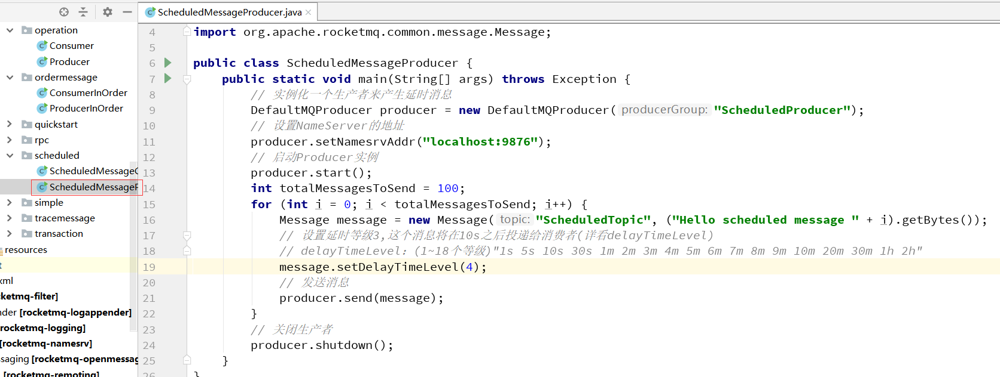 ScheduledMessageProducer.java
operation
Consumer
Producer
ordermessage
ConsumerInOrder
ProducerInOrder
quickstart
rpc
scheduled
ScheduledMessageC
ScheduledMessageP
simple
tracemessage
transaction
resources
t
xml
ketmq-filter]
nder [rocketmq-logappender]
rocketmq-logging]
[rocketmq-namesrv]
ssaging [rocketmq-openmessag
[rocketmq-remoting]
4 import org.apache.rocketmq.common.message.Message;
5
6 public class ScheduledMessageProducer {
7 public static void main(String[] args) throws Exception {
8 // 实例化一个生产者来产生延时消息
9 DefaultMQProducer producer = new DefaultMQProducer( producerGroup: "ScheduledProducer");
10 // 设置NameServer的地址
11 producer.setNamesrvAddr("localhost:9876");
12 // 启动Producer实例
13 producer.start();
14 int totalMessagesToSend = 100;
15 for (int i = 0; i < totalMessagesToSend; i++) {
16 Message message = new Message( topic: "ScheduledTopic", ("Hello scheduled message " + i).getBytes());
17 // 设置延时等级3,这个消息将在10s之后投递给消费者(详看delayTimeLevel)
18 // delayTimeLevel：(1~18个等级)"1s 5s 10s 30s 1m 2m 3m 4m 5m 6m 7m 8m 9m 10m 20m 30m 1h 2h"
19 message.setDelayTimeLevel(4);
20 // 发送消息
21 producer.send(message);
22 }
23 // 关闭生产者
24 producer.shutdown();
25 }
26 }